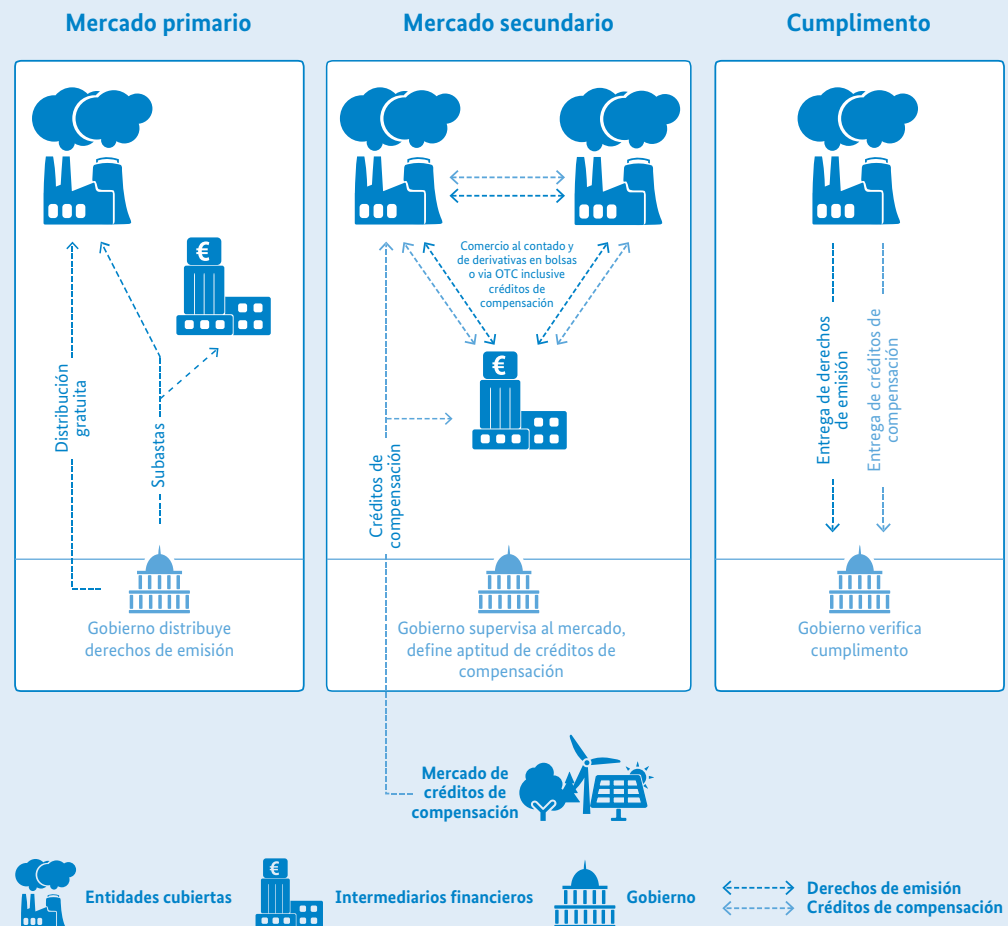 Mercado primario
Mercado secundario
Cumplimento
€
Distribución
gratuita
Subastas
Gobierno distribuye
derechos de emisión
Comercio al contado y
de derivativas en bolsas
o via OTC inclusive
créditos de
compensación
€
Créditos de
compensación
Gobierno supervisa al mercado,
define aptitud de créditos de
compensación
Entrega de derechos
de emisión
Entrega de créditos de
compensación
Gobierno verifica
cumplimento
Mercado de
créditos de
compensación
Entidades cubiertas
€
Intermediarios financieros
Gobierno
Derechos de emisión
Créditos de compensación